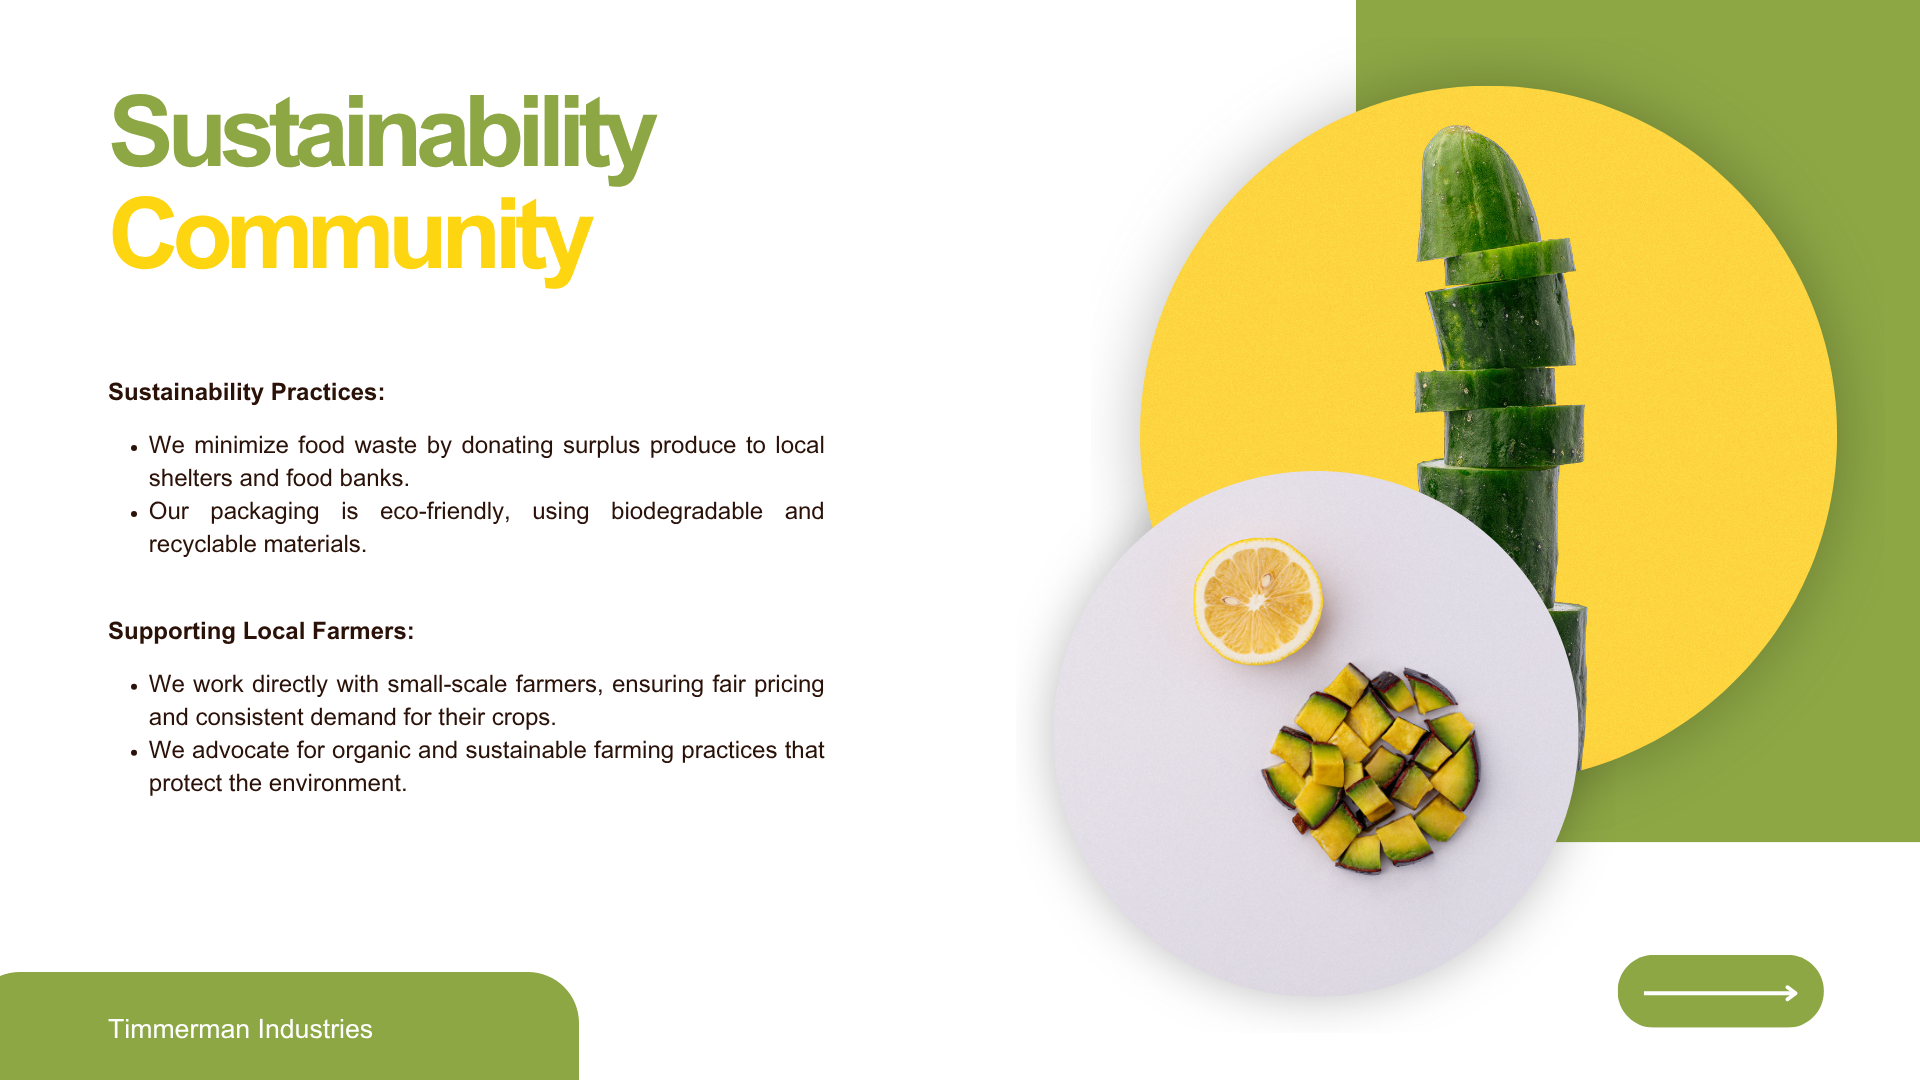 Sustainability
Community
Sustainability Practices:
• We minimize food waste by donating surplus produce to local
shelters and food banks.
• Our packaging is eco-friendly, using biodegradable and
recyclable materials.
Supporting Local Farmers:
• We work directly with small-scale farmers, ensuring fair pricing
and consistent demand for their crops.
• We advocate for organic and sustainable farming practices that
protect the environment.
Timmerman Industries